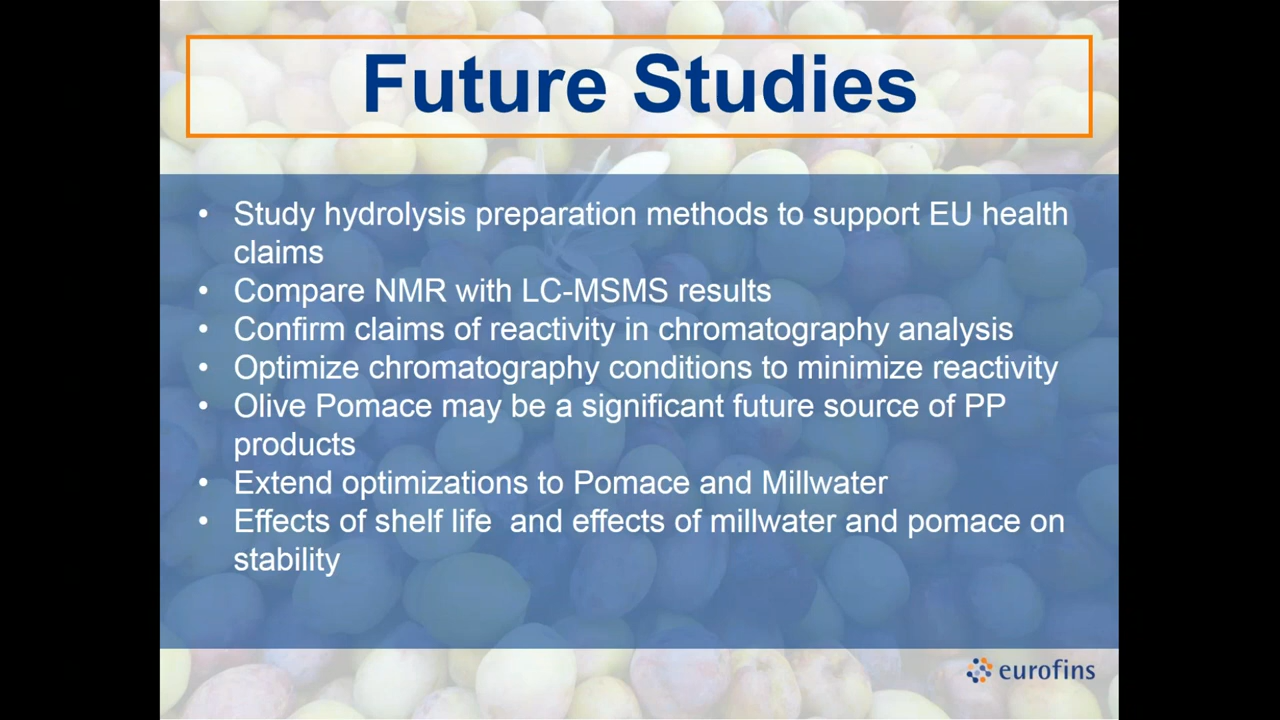 Future Studies
• Study hydrolysis preparation methods to support EU health
claims
• Compare NMR with LC-MSMS results
• Confirm claims of reactivity in chromatography analysis
• Optimize chromatography conditions to minimize reactivity
• Olive Pomace may be a significant future source of PP
products
• Extend optimizations to Pomace and Millwater
• Effects of shelf life  and effects of millwater and pomace on
stability
eurofins